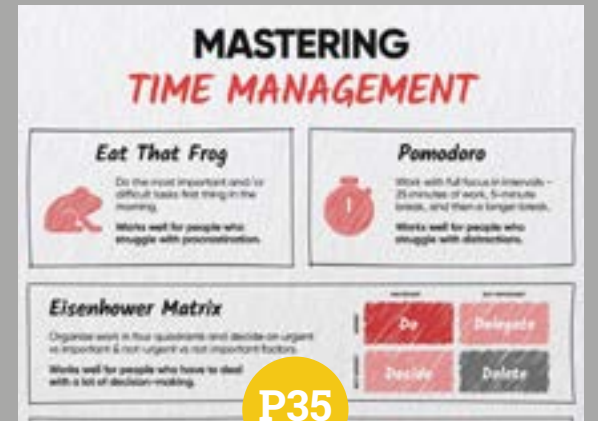 MASTERING
TIME MANAGEMENT
Eat That Frog
Do the most important and/or
difficult tasks first thing in the
morning.
Works well for people who
struggle with procrastination.
Pomodoro
Work with full focus in intervals –
25 minutes of work, 5-minute
break, and then a longer break.
Works well for people who
struggle with distractions.
Eisenhower Matrix
Organise work in four quadrants and decide on urgent
vs important & not urgent vs not important factors.
Works well for people who have to deal
with a lot of decision-making.
Do
Delegate
Decide
Delete
P35